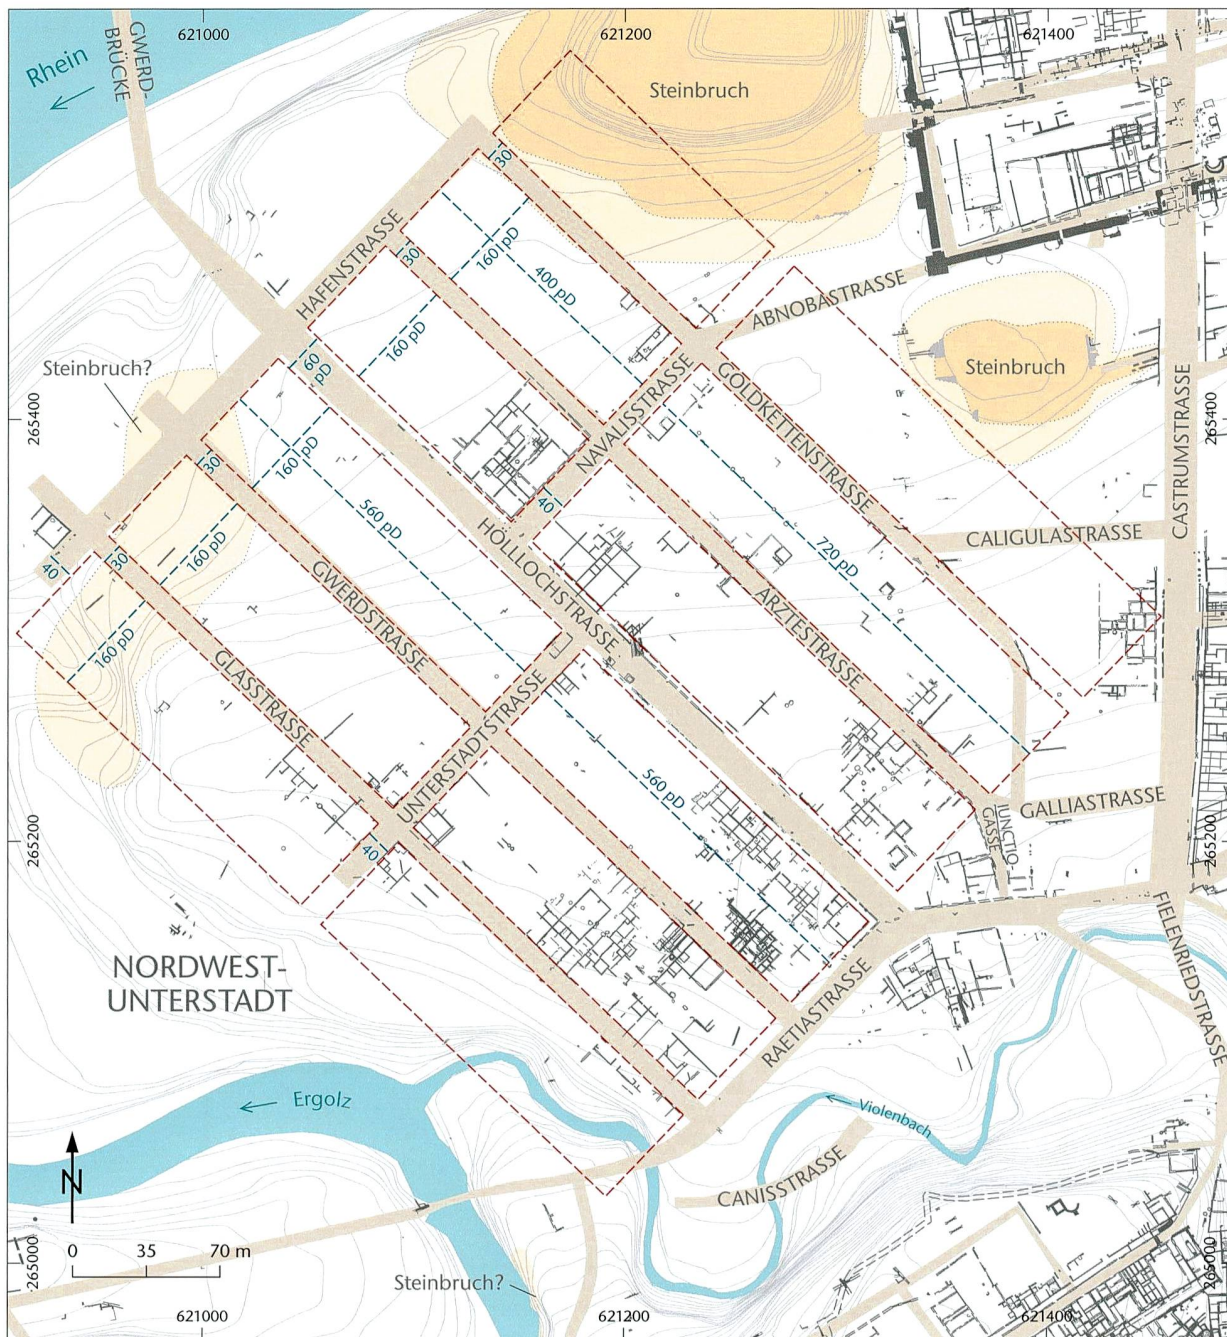 621000
621200
621400
GWERD-
BRÜCKE
Rhein
Steinbruch
30
HAFENSTRASSE
160 pD
30
400 pD
ABNOBASTRASSE
160 pD
60
pD
Steinbruch?
Steinbruch
265400
265400
NAVALISSTRASSE
GOLDKETTENSTRASSE
CASTRUMSTRASSE
30
160 pD
40
560 pD
HÖLLLOCHSTRASSE
720 pD
CALIGULASTRASSE
40
30
160 pD
GWERDSTRASSE
ARZTESTRASSE
160 pD
GLASSTRASSE
UNTERSTADTSTRASSE
560 pD
JUNCTIO-
GASSE
GALLIASTRASSE
265200
265200
40
FIELENRIEDSTRASSE
NORDWEST-
UNTERSTADT
RAETIASTRASSE
Ergolz
Violenbach
N
CANISSTRASSE
0 35 70 m
265000
265000
Steinbruch?
621000
621200
621400